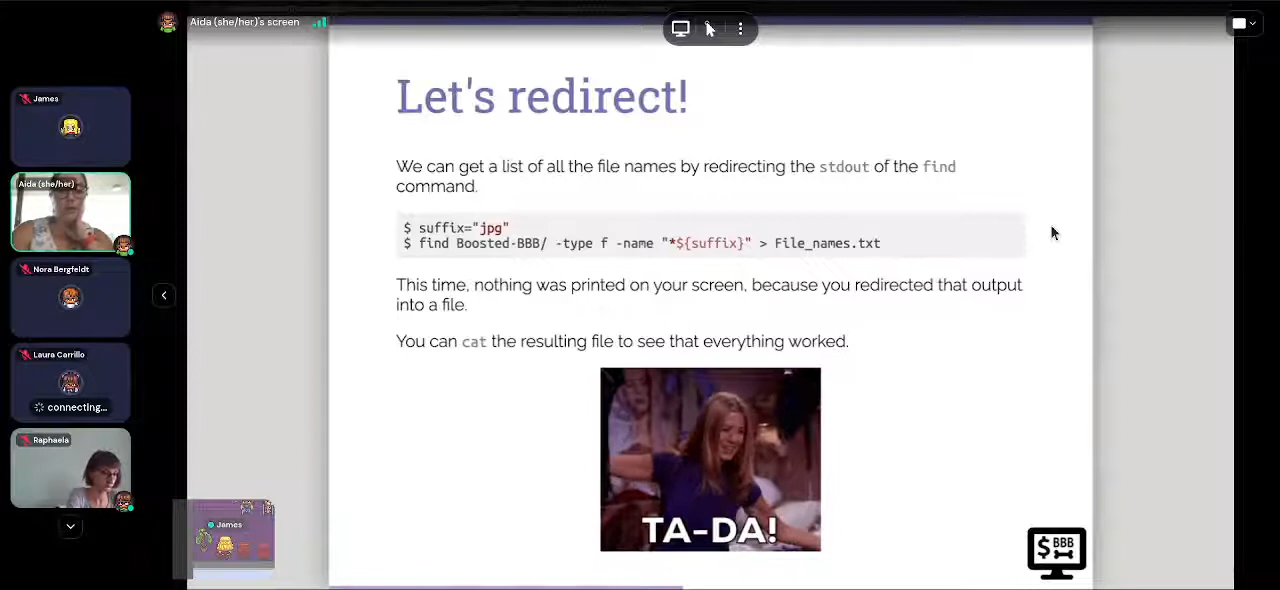 Aida (she/her)'s screen
James
Aida (she/her)
Nora Bergfeldt
Laura Carrillo
connecting...
Raphaela
James
Let's redirect!
We can get a list of all the file names by redirecting the stdout of the find
command.
$ suffix="jpg"
$ find Boosted-BBB/ -type f -name "*${suffix}" > File_names.txt
This time, nothing was printed on your screen, because you redirected that output
into a file.
You can cat the resulting file to see that everything worked.
TA-DA!
$ BBB